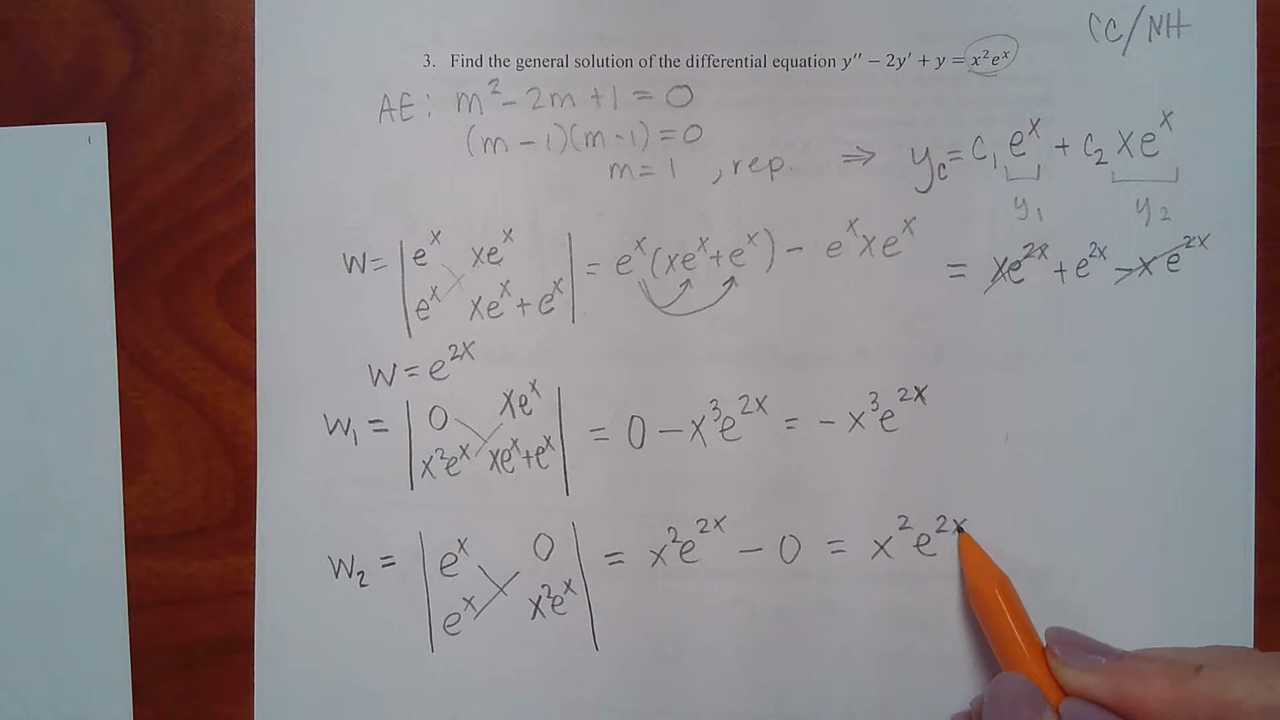 CC/NH
3. Find the general solution of the differential equation y″ − 2y′ + y = x²eˣ
AE: m² - 2m + 1 = 0
(m - 1)(m - 1) = 0
m = 1, rep. ⇒ y_c = c₁eˣ + c₂xeˣ
y₁ y₂
W = | eˣ xeˣ | = eˣ(xeˣ + eˣ) - eˣxeˣ = xe²ˣ + e²ˣ - xe²ˣ
| eˣ xeˣ + eˣ |
W = e²ˣ
W₁ = | 0 xeˣ | = 0 - x³e²ˣ = - x³e²ˣ
| x²eˣ xeˣ + eˣ |
W₂ = | eˣ 0 | = x²e²ˣ - 0 = x²e²ˣ
| eˣ x²eˣ |